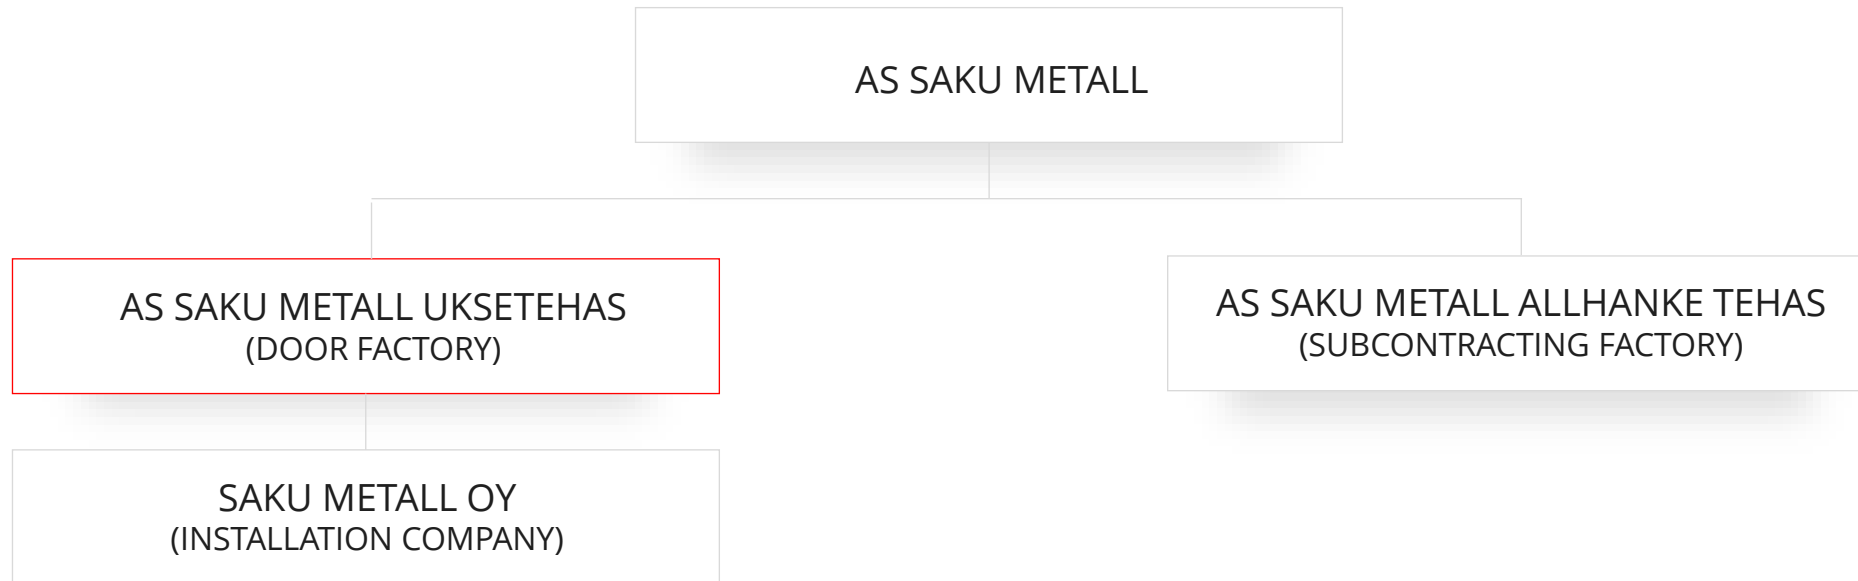 AS SAKU METALL
AS SAKU METALL UKSETEHAS
(DOOR FACTORY)
AS SAKU METALL ALLHANKE TEHAS
(SUBCONTRACTING FACTORY)
SAKU METALL OY
(INSTALLATION COMPANY)